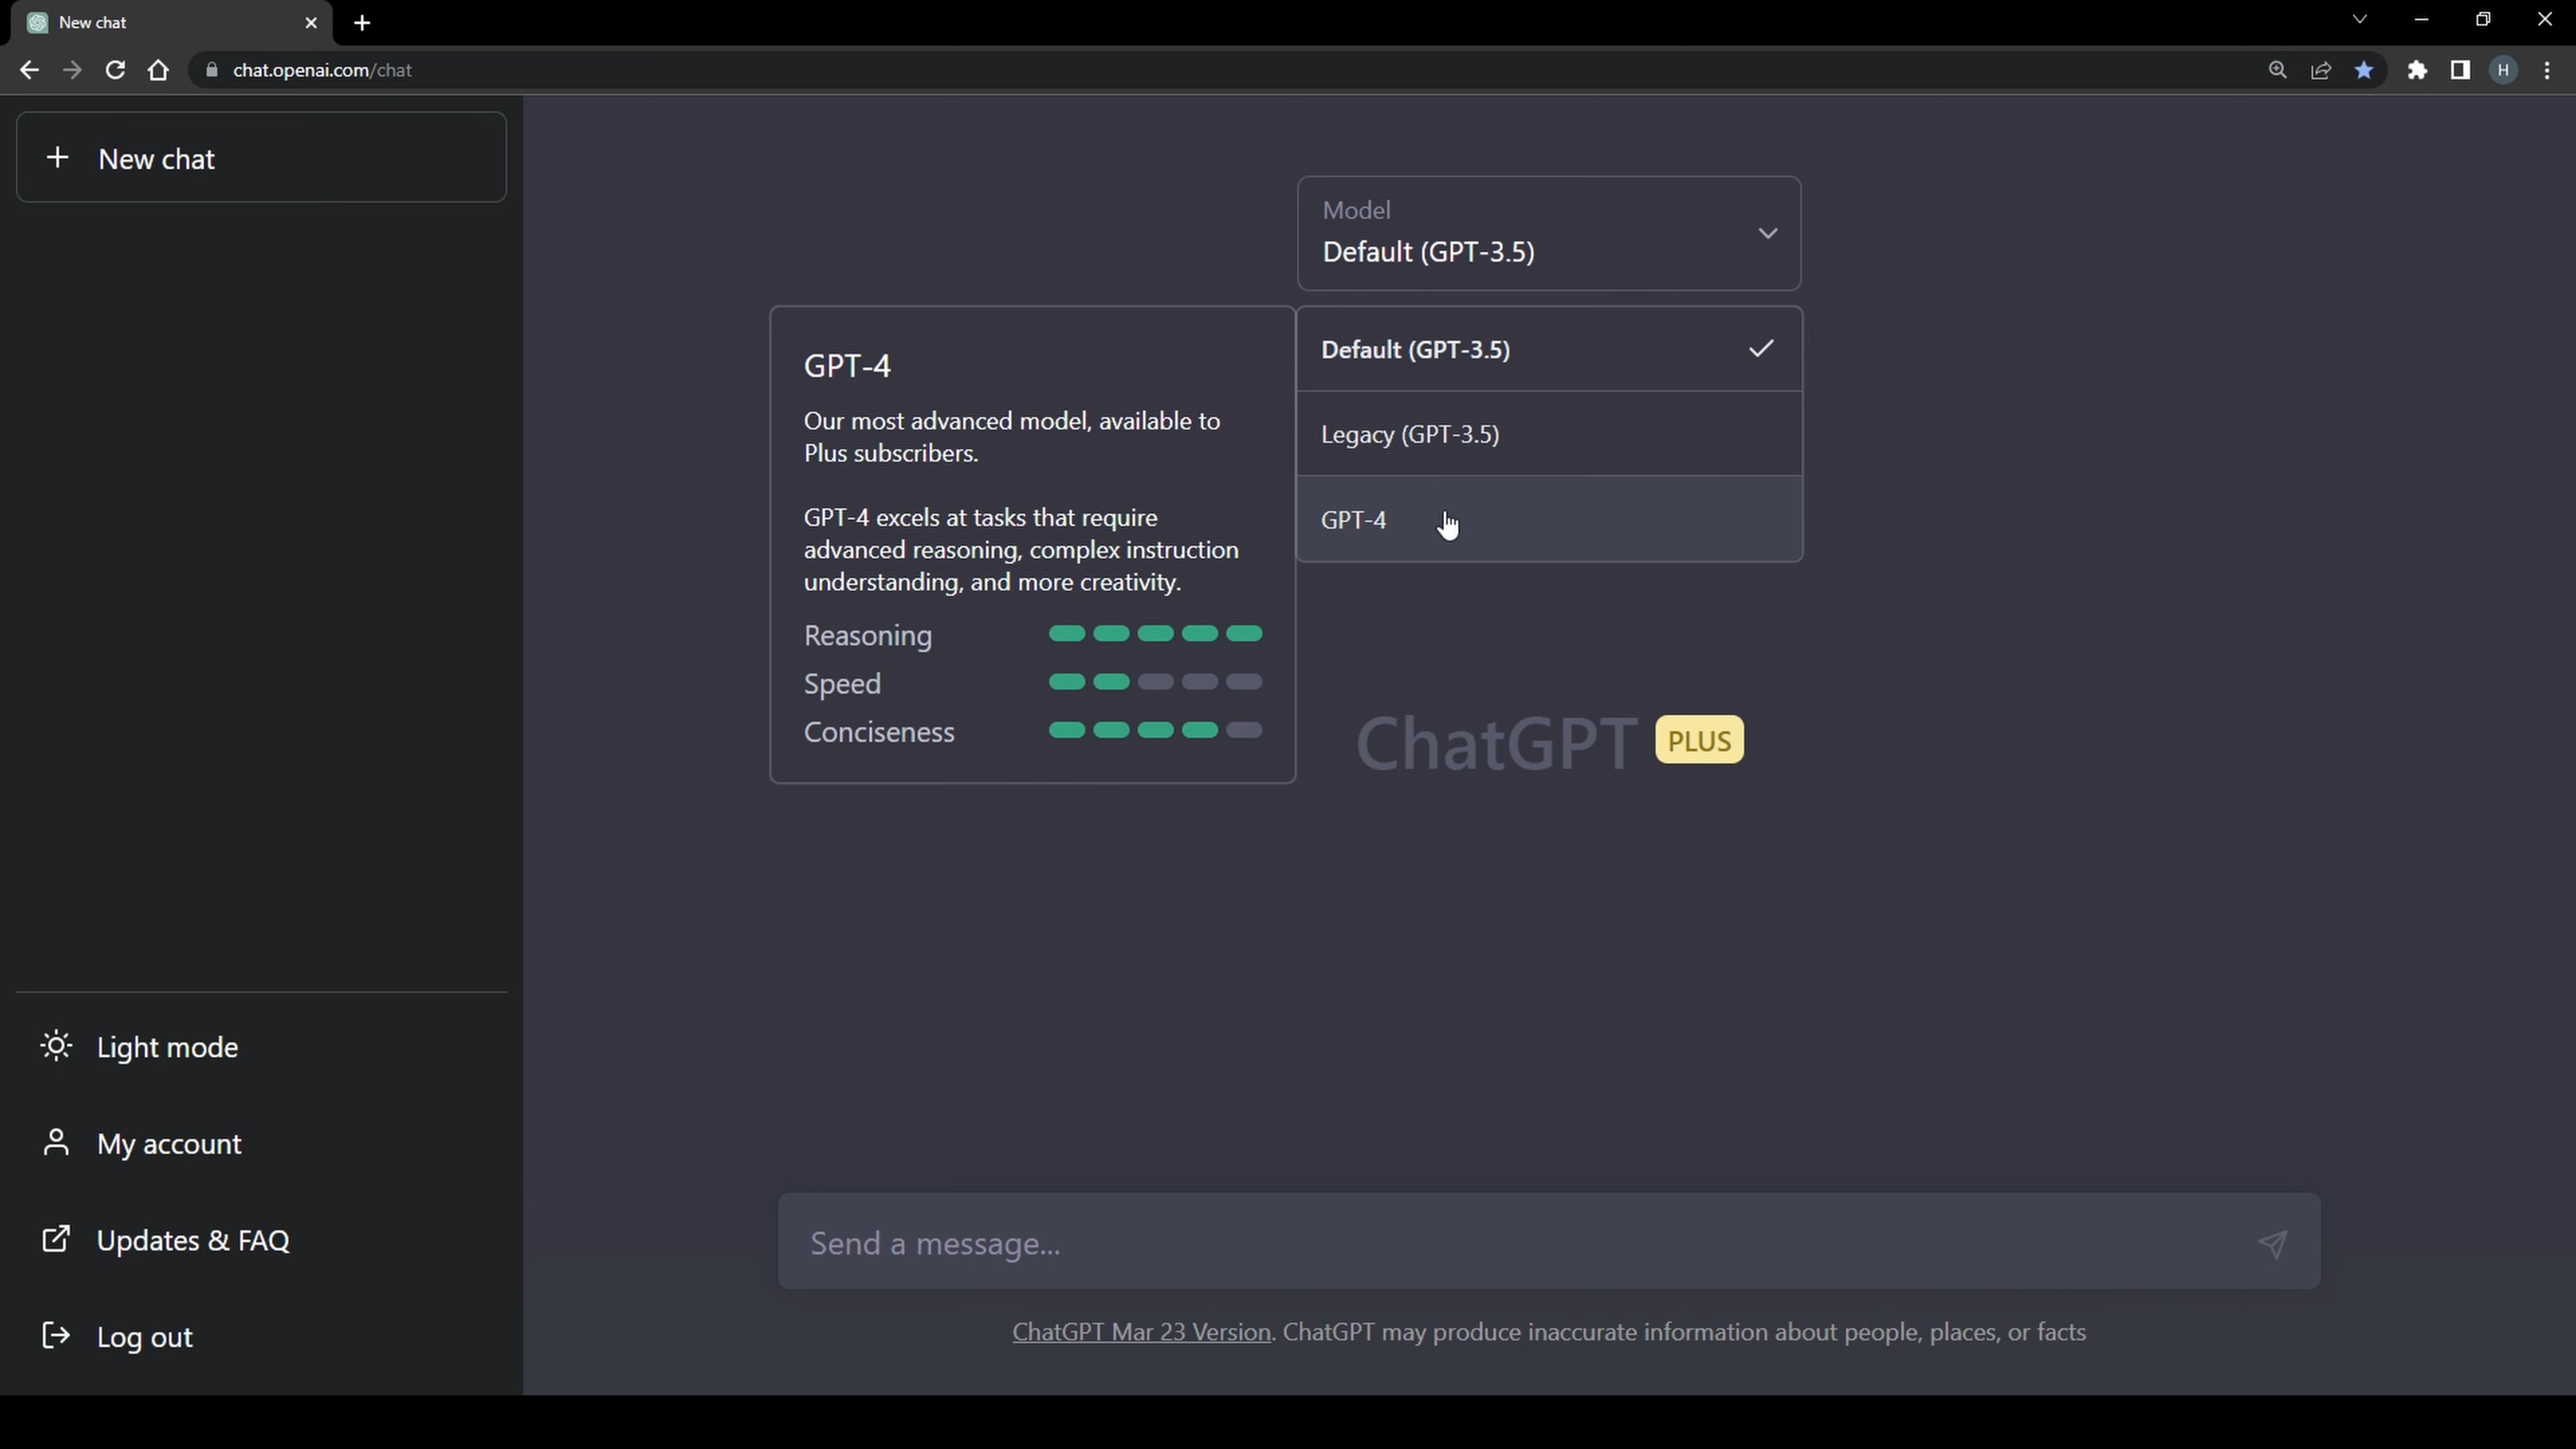 New chat
chat.openai.com/chat
H
New chat
Model
Default (GPT-3.5)
Default (GPT-3.5)
Legacy (GPT-3.5)
GPT-4
GPT-4
Our most advanced model, available to
Plus subscribers.
GPT-4 excels at tasks that require
advanced reasoning, complex instruction
understanding, and more creativity.
Reasoning
Speed
Conciseness
ChatGPT PLUS
Light mode
My account
Updates & FAQ
Log out
Send a message...
ChatGPT Mar 23 Version. ChatGPT may produce inaccurate information about people, places, or facts